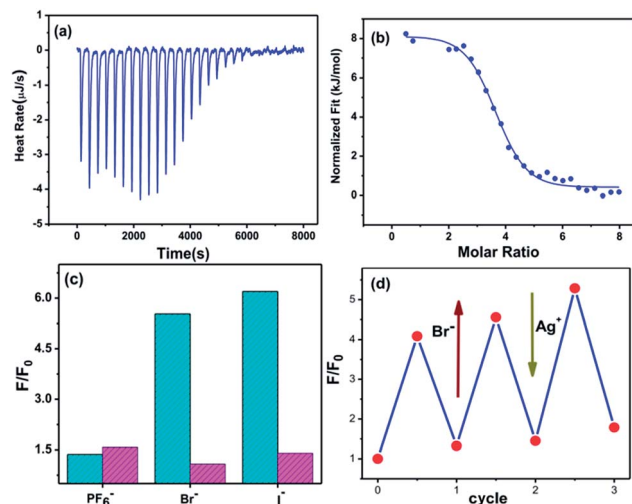 (a)
Heat Rate(μJ/s)
1
0
-1
-2
-3
-4
-5
0 2000 4000 6000 8000
Time(s)
(b)
Normalized Fit (kJ/mol)
8
6
4
2
0
0 2 4 6 8
Molar Ratio
(c)
F/F0
6.0
4.5
3.0
1.5
PF6- Br- I-
(d)
F/F0
5
4
3
2
1
Br-
Ag+
0 1 2 3
cycle